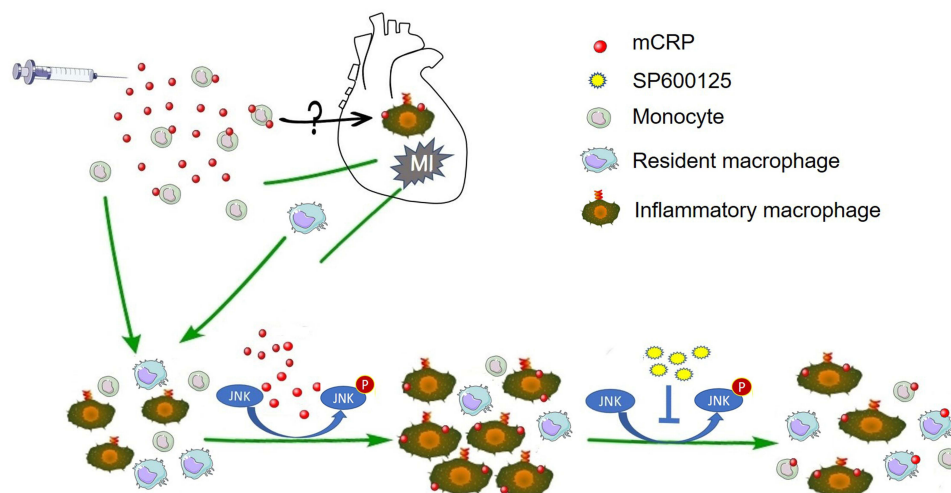 mCRP
SP600125
Monocyte
Resident macrophage
Inflammatory macrophage
?
MI
JNK
JNK
P
JNK
JNK
P